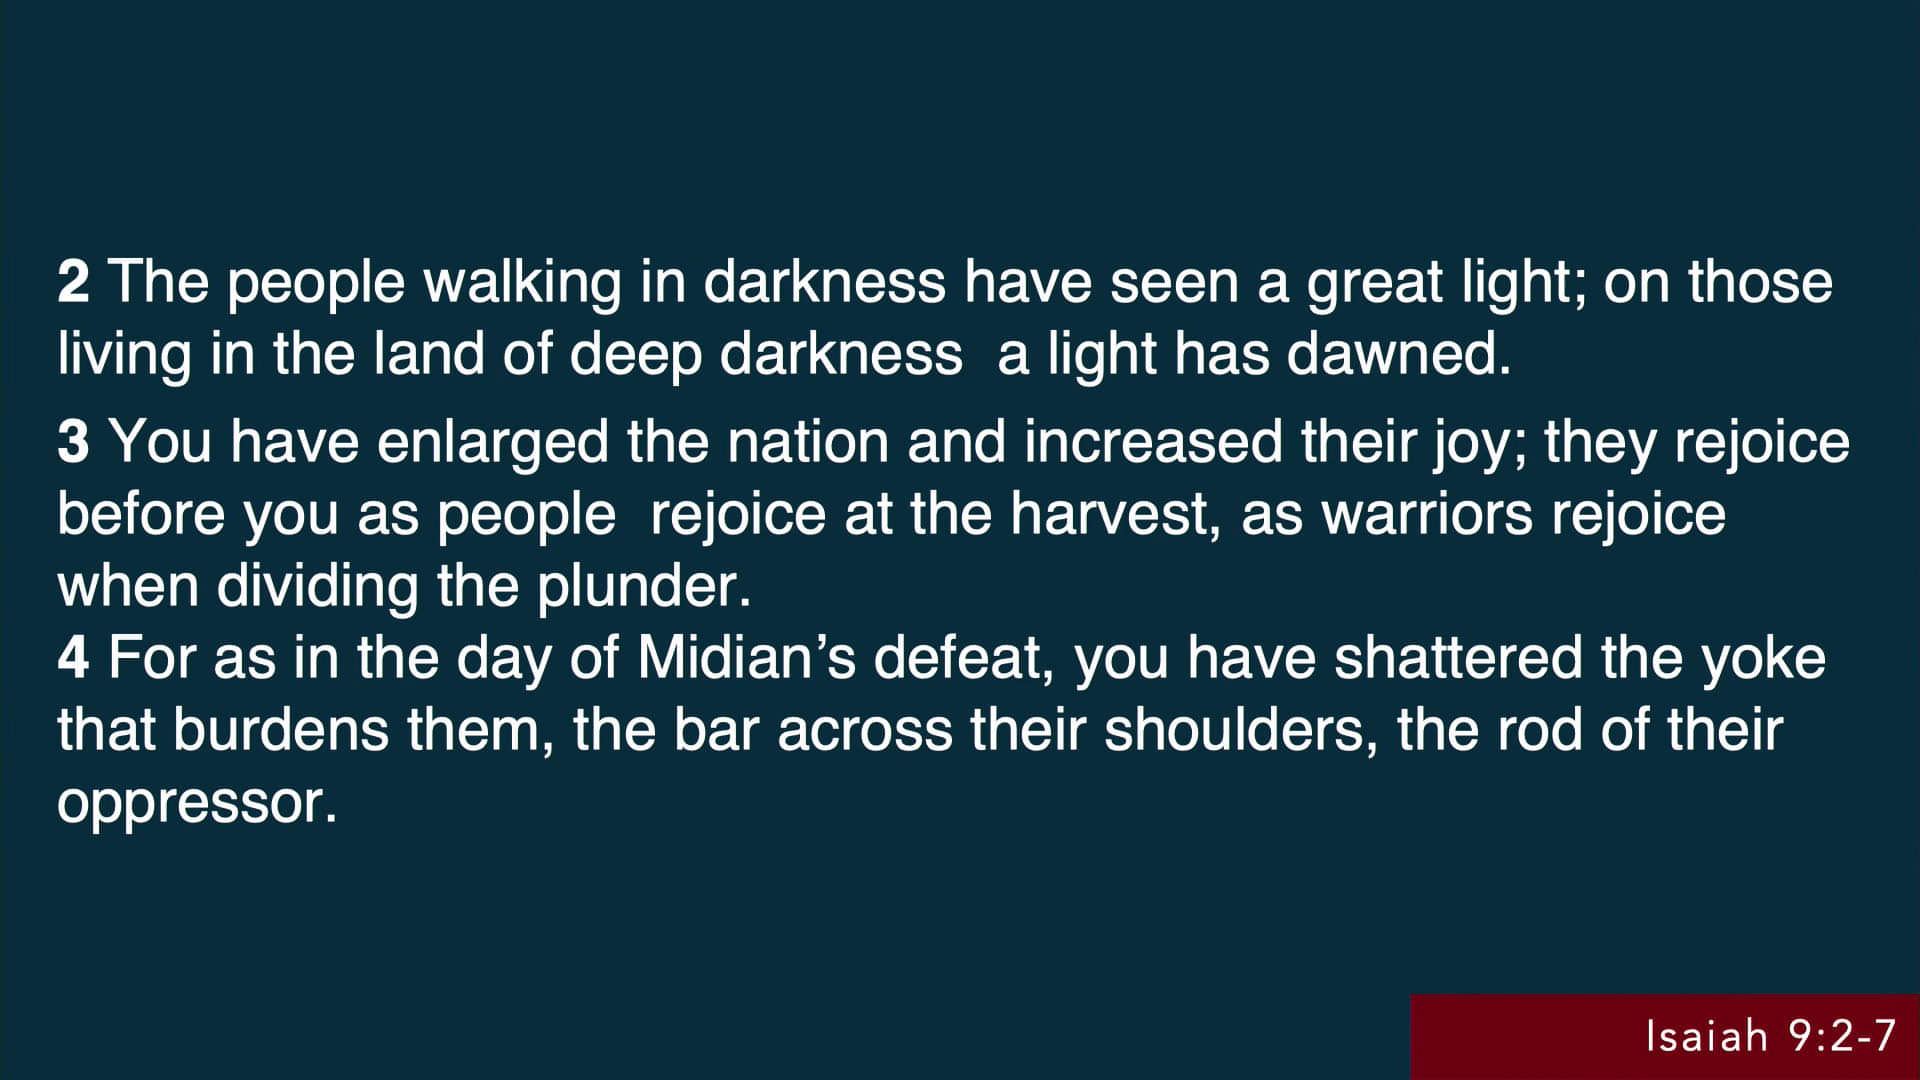 2 The people walking in darkness have seen a great light; on those
living in the land of deep darkness  a light has dawned.
3 You have enlarged the nation and increased their joy; they rejoice
before you as people  rejoice at the harvest, as warriors rejoice
when dividing the plunder.
4 For as in the day of Midian’s defeat, you have shattered the yoke
that burdens them, the bar across their shoulders, the rod of their
oppressor.
Isaiah 9:2-7